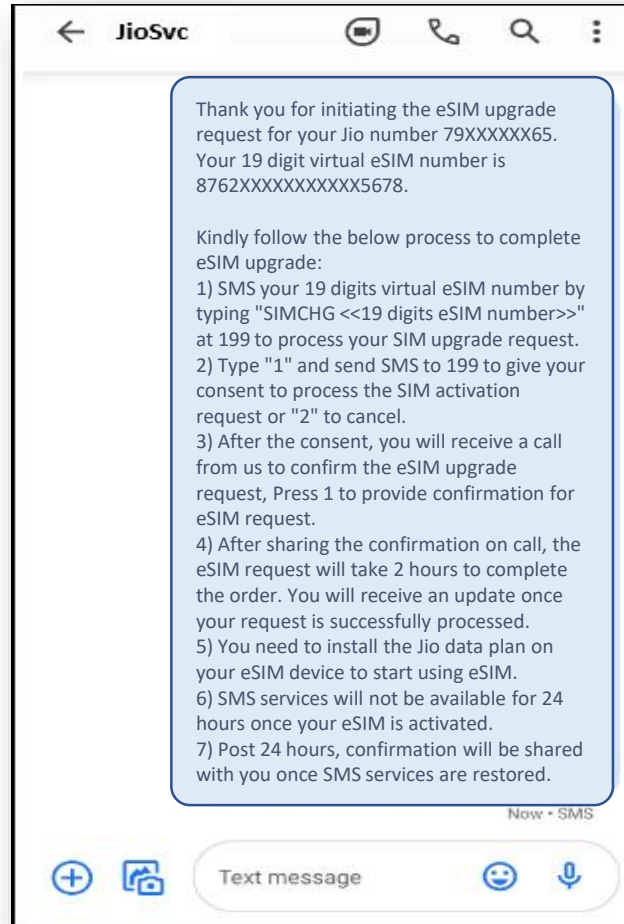 JioSvc
Thank you for initiating the eSIM upgrade
request for your Jio number 79XXXXXX65.
Your 19 digit virtual eSIM number is
8762XXXXXXXXXXX5678.
Kindly follow the below process to complete
eSIM upgrade:
1) SMS your 19 digits virtual eSIM number by
typing "SIMCHG <<19 digits eSIM number>>"
at 199 to process your SIM upgrade request.
2) Type "1" and send SMS to 199 to give your
consent to process the SIM activation
request or "2" to cancel.
3) After the consent, you will receive a call
from us to confirm the eSIM upgrade
request, Press 1 to provide confirmation for
eSIM request.
4) After sharing the confirmation on call, the
eSIM request will take 2 hours to complete
the order. You will receive an update once
your request is successfully processed.
5) You need to install the Jio data plan on
your eSIM device to start using eSIM.
6) SMS services will not be available for 24
hours once your eSIM is activated.
7) Post 24 hours, confirmation will be shared
with you once SMS services are restored.
Now • SMS
Text message